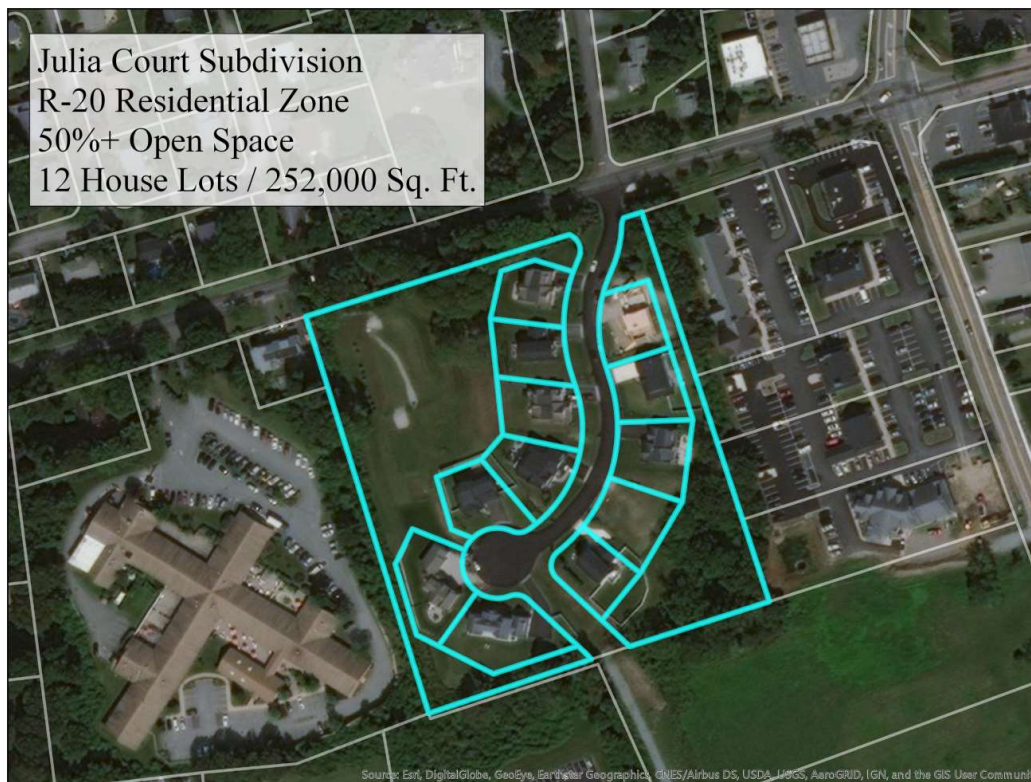 Julia Court Subdivision
R-20 Residential Zone
50%+ Open Space
12 House Lots / 252,000 Sq. Ft.
Source: Esri, DigitalGlobe, GeoEye, Earthstar Geographics, CNES/Airbus DS, USDA, USGS, AeroGRID, IGN, and the GIS User Commun